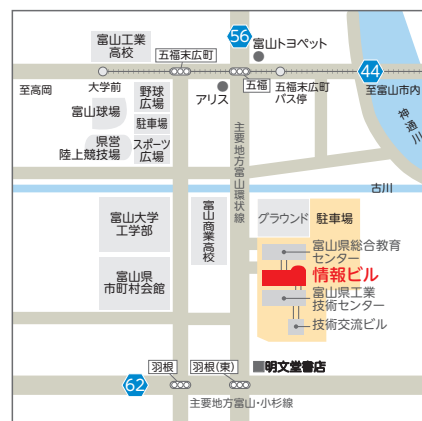 富山工業
高校
五福末広町
56
富山トヨペット
44
至高岡
大学前
野球
広場
アリス
五福
五福末広町
バス停
至富山市内
富山球場
駐車場
県営
陸上競技場
スポーツ
広場
神通川
主要地方富山環状線
古川
富山大学
工学部
富山商業高校
グラウンド
駐車場
富山県総合教育
センター
情報ビル
富山県
市町村会館
富山県工業
技術センター
技術交流ビル
明文堂書店
62
羽根
羽根(東)
主要地方富山・小杉線